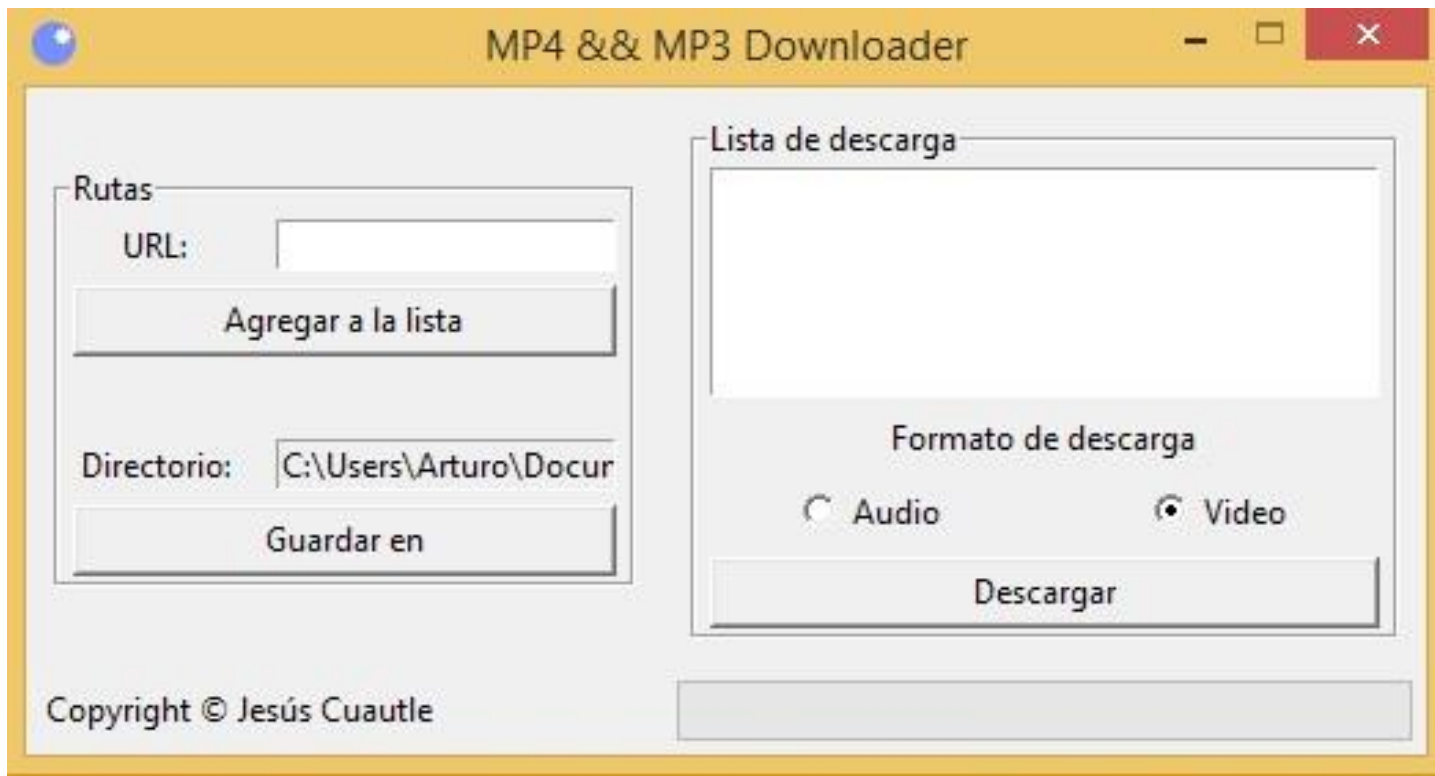 MP4 && MP3 Downloader
Rutas
URL:
Agregar a la lista
Directorio:
C:\Users\Arturo\Docur
Guardar en
Lista de descarga
Formato de descarga
Audio
Video
Descargar
Copyright © Jesús Cuautle